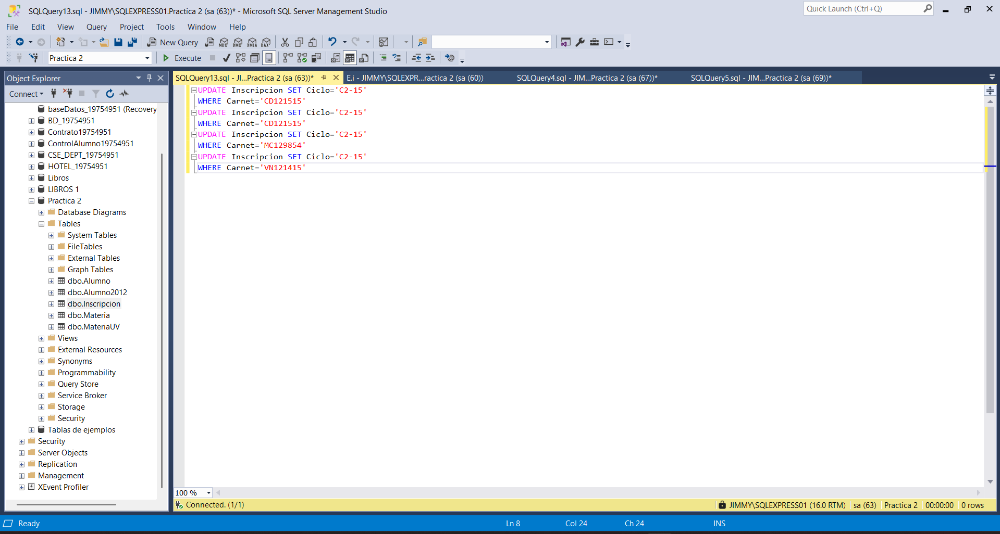 SQLQuery13.sql - JIMMY\SQLEXPRESS01.Practica 2 (sa (63))* - Microsoft SQL Server Management Studio
Quick Launch (Ctrl+Q)
File Edit View Query Project Tools Window Help
New Query MDX DMX XMLA DAX
Practica 2 Execute
Object Explorer
SQLQuery13.sql - JI...Practica 2 (sa (63))* E.i - JIMMY\SQLEXPR...ractica 2 (sa (60)) SQLQuery4.sql - JIM...Practica 2 (sa (67))* SQLQuery5.sql - JIM...Practica 2 (sa (69))*
Connect
baseDatos_19754951 (Recovery
BD_19754951
Contrato19754951
ControlAlumno19754951
CSE_DEPT_19754951
HOTEL_19754951
Libros
LIBROS 1
Practica 2
Database Diagrams
Tables
System Tables
FileTables
External Tables
Graph Tables
dbo.Alumno
dbo.Alumno2012
dbo.Inscripcion
dbo.Materia
dbo.MateriaUV
Views
External Resources
Synonyms
Programmability
Query Store
Service Broker
Storage
Security
Tablas de ejemplos
Security
Server Objects
Replication
Management
XEvent Profiler
UPDATE Inscripcion SET Ciclo='C2-15'
WHERE Carnet='CD121515'
UPDATE Inscripcion SET Ciclo='C2-15'
WHERE Carnet='CD121515'
UPDATE Inscripcion SET Ciclo='C2-15'
WHERE Carnet='MC129854'
UPDATE Inscripcion SET Ciclo='C2-15'
WHERE Carnet='VN121415'
100 %
Connected. (1/1) JIMMY\SQLEXPRESS01 (16.0 RTM) sa (63) Practica 2 00:00:00 0 rows
Ready Ln 8 Col 24 Ch 24 INS